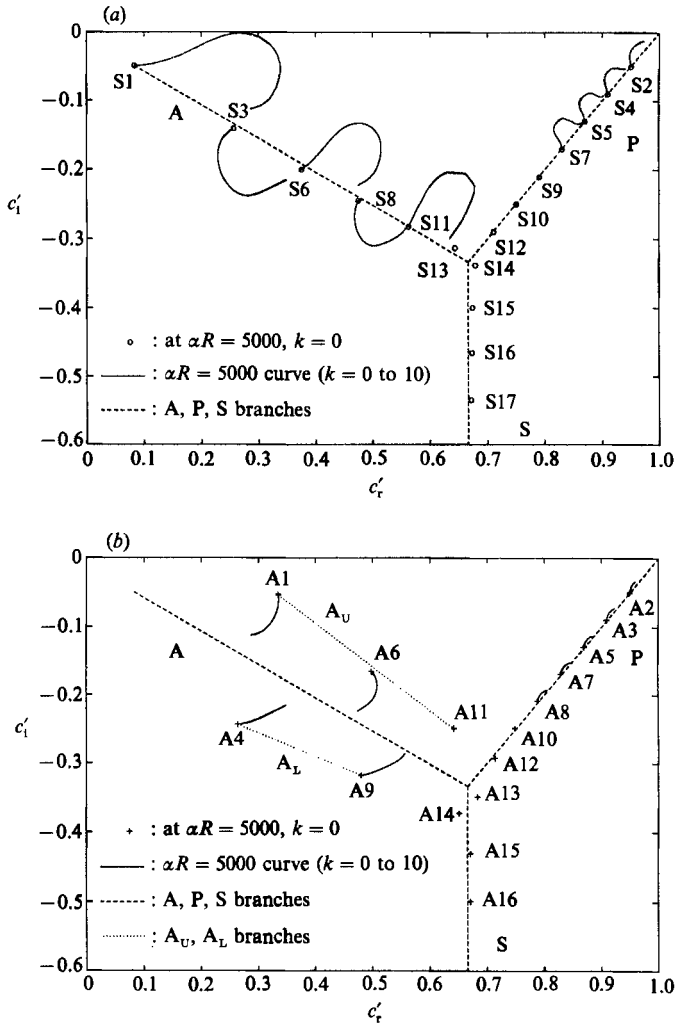 (a)
0
S1
−0.1
A
S3
S2
S4
S5
P
S7
−0.2
S6
S8
S9
c′i
S11
S10
S12
−0.3
S13
S14
−0.4
S15
∘ : at αR = 5000, k = 0
S16
—— : αR = 5000 curve (k = 0 to 10)
−0.5
S17
------ : A, P, S branches
S
−0.6
0 0.1 0.2 0.3 0.4 0.5 0.6 0.7 0.8 0.9 1.0
c′r
(b)
0
A1
AU
A2
−0.1
A3
A
A6
A5
P
A7
−0.2
A8
A4
A11
A10
c′i
AL
A12
−0.3
A9
A13
A14
−0.4
+ : at αR = 5000, k = 0
A15
—— : αR = 5000 curve (k = 0 to 10)
−0.5
A16
------ : A, P, S branches
S
·········· : AU, AL branches
−0.6
0 0.1 0.2 0.3 0.4 0.5 0.6 0.7 0.8 0.9 1.0
c′r